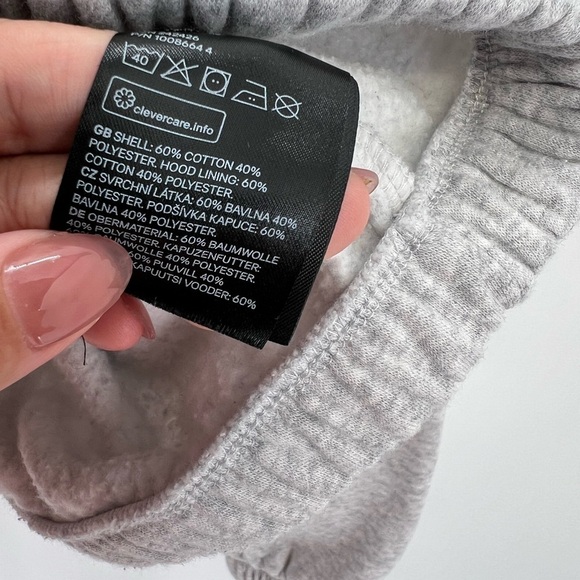 242426
P/N 1008664 4
40
clevercare.info
GB SHELL: 60% COTTON 40%
POLYESTER. HOOD LINING: 60%
COTTON 40% POLYESTER.
CZ SVRCHNÍ LÁTKA: 60% BAVLNA 40%
POLYESTER. PODŠÍVKA KAPUCE: 60%
BAVLNA 40% POLYESTER.
DE OBERMATERIAL: 60% BAUMWOLLE
40% POLYESTER. KAPUZENFUTTER:
BAUMWOLLE 40% POLYESTER.
60% PUUVILL 40%
KAPUUTSI VOODER: 60%